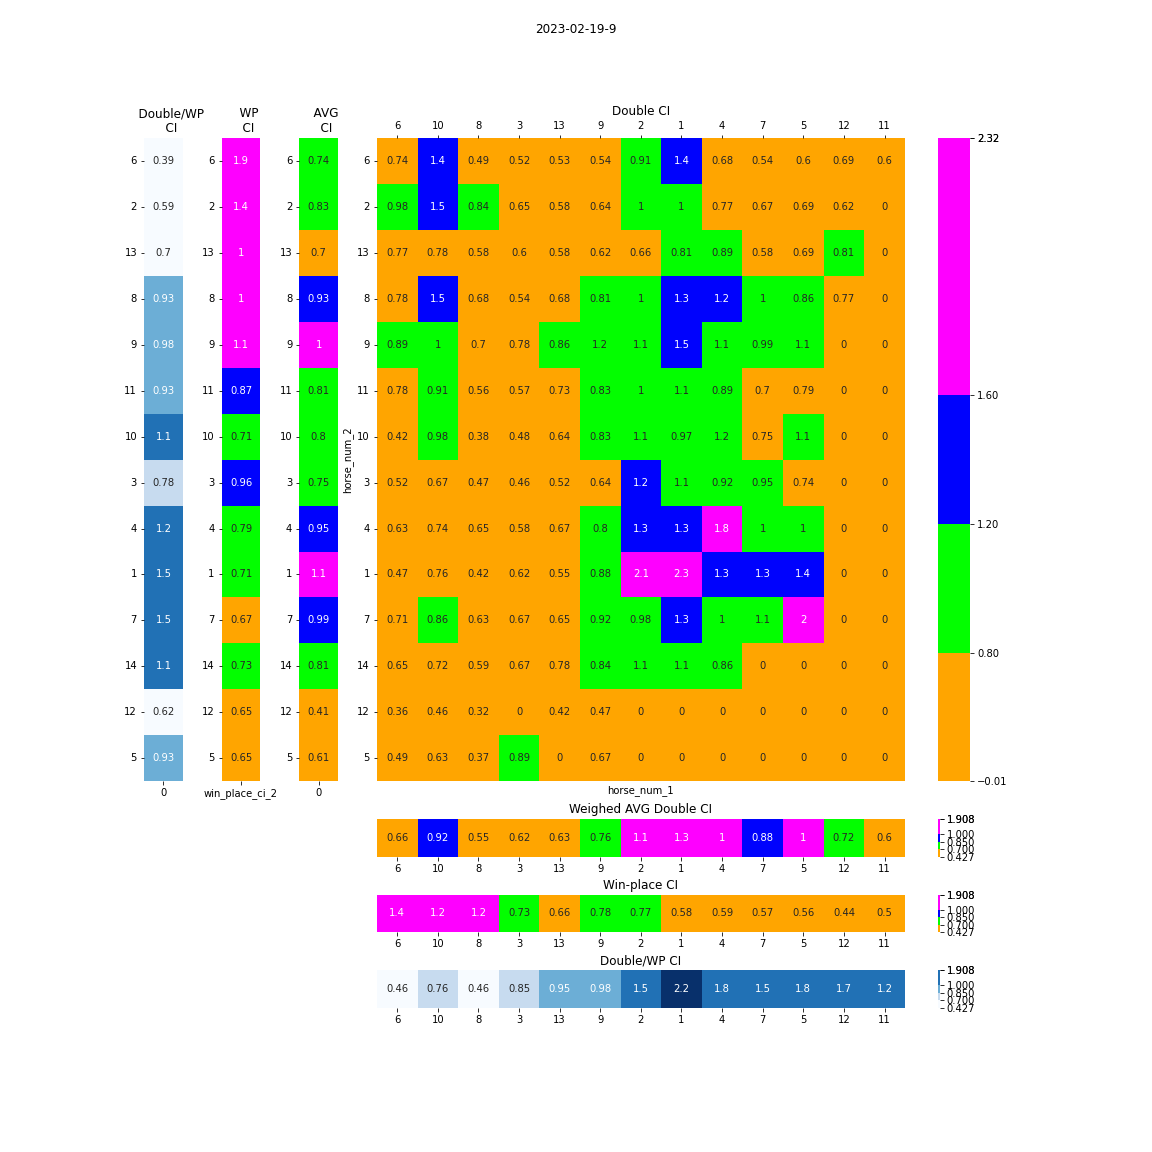 2023-02-19-9
Double/WP CI
WP CI
AVG CI
Double CI
6 10 8 3 13 9 2 1 4 7 5 12 11
6 0.39 6 1.9 6 0.74 6 0.74 1.4 0.49 0.52 0.53 0.54 0.91 1.4 0.68 0.54 0.6 0.69 0.6
2 0.59 2 1.4 2 0.83 2 0.98 1.5 0.84 0.65 0.58 0.64 1 1 0.77 0.67 0.69 0.62 0
13 0.7 13 1 13 0.7 13 0.77 0.78 0.58 0.6 0.58 0.62 0.66 0.81 0.89 0.58 0.69 0.81 0
8 0.93 8 1 8 0.93 8 0.78 1.5 0.68 0.54 0.68 0.81 1 1.3 1.2 1 0.86 0.77 0
9 0.98 9 1.1 9 1 9 0.89 1 0.7 0.78 0.86 1.2 1.1 1.5 1.1 0.99 1.1 0 0
11 0.93 11 0.87 11 0.81 11 0.78 0.91 0.56 0.57 0.73 0.83 1 1.1 0.89 0.7 0.79 0 0
10 1.1 10 0.71 10 0.8 10 0.42 0.98 0.38 0.48 0.64 0.83 1.1 0.97 1.2 0.75 1.1 0 0
3 0.78 3 0.96 3 0.75 3 0.52 0.67 0.47 0.46 0.52 0.64 1.2 1.1 0.92 0.95 0.74 0 0
4 1.2 4 0.79 4 0.95 4 0.63 0.74 0.65 0.58 0.67 0.8 1.3 1.3 1.8 1 1 0 0
1 1.5 1 0.71 1 1.1 1 0.47 0.76 0.42 0.62 0.55 0.88 2.1 2.3 1.3 1.3 1.4 0 0
7 1.5 7 0.67 7 0.99 7 0.71 0.86 0.63 0.67 0.65 0.92 0.98 1.3 1 1.1 2 0 0
14 1.1 14 0.73 14 0.81 14 0.65 0.72 0.59 0.67 0.78 0.84 1.1 1.1 0.86 0 0 0 0
12 0.62 12 0.65 12 0.41 12 0.36 0.46 0.32 0 0.42 0.47 0 0 0 0 0 0 0
5 0.93 5 0.65 5 0.61 5 0.49 0.63 0.37 0.89 0 0.67 0 0 0 0 0 0 0
0 win_place_ci_2 0
horse_num_2
horse_num_1
2.32
1.60
1.20
0.80
−0.01
Weighed AVG Double CI
0.66 0.92 0.55 0.62 0.63 0.76 1.1 1.3 1 0.88 1 0.72 0.6
6 10 8 3 13 9 2 1 4 7 5 12 11
1.908
1.000
0.850
0.700
0.427
Win-place CI
1.4 1.2 1.2 0.73 0.66 0.78 0.77 0.58 0.59 0.57 0.56 0.44 0.5
6 10 8 3 13 9 2 1 4 7 5 12 11
1.908
1.000
0.850
0.700
0.427
Double/WP CI
0.46 0.76 0.46 0.85 0.95 0.98 1.5 2.2 1.8 1.5 1.8 1.7 1.2
6 10 8 3 13 9 2 1 4 7 5 12 11
1.908
1.000
0.850
0.700
0.427